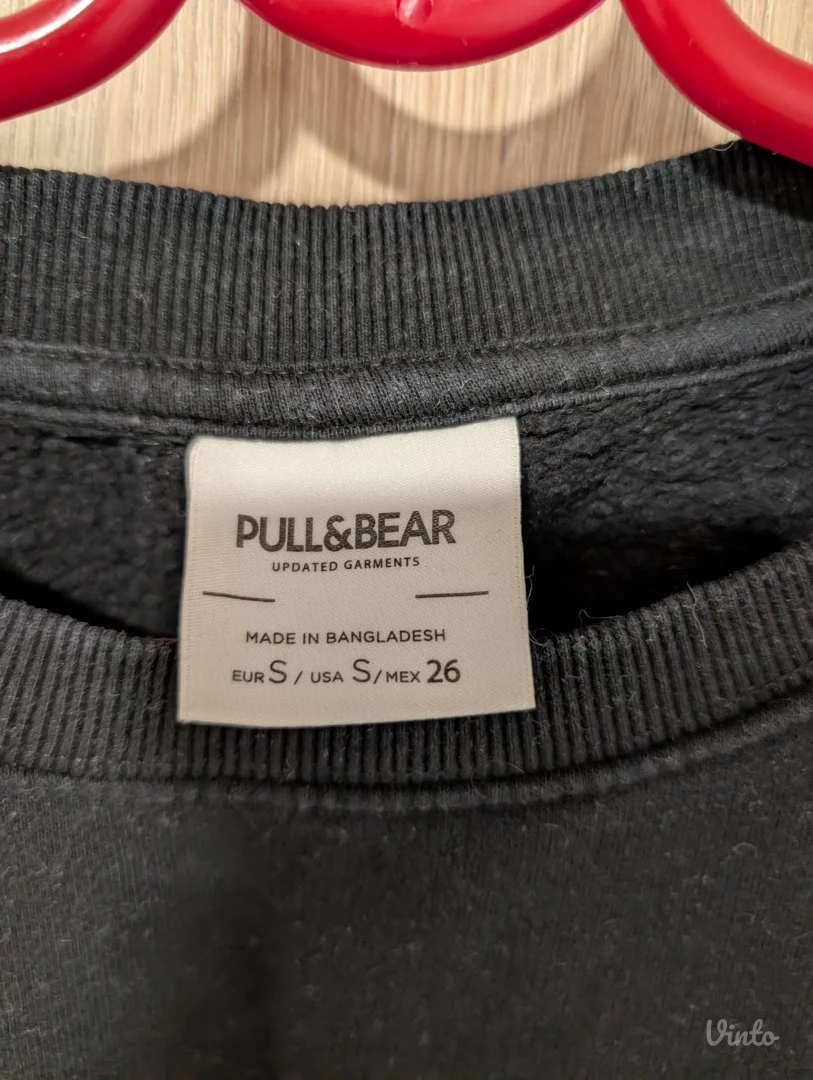 PULL&BEAR
UPDATED GARMENTS
MADE IN BANGLADESH
EUR S / USA S / MEX 26
Vinto